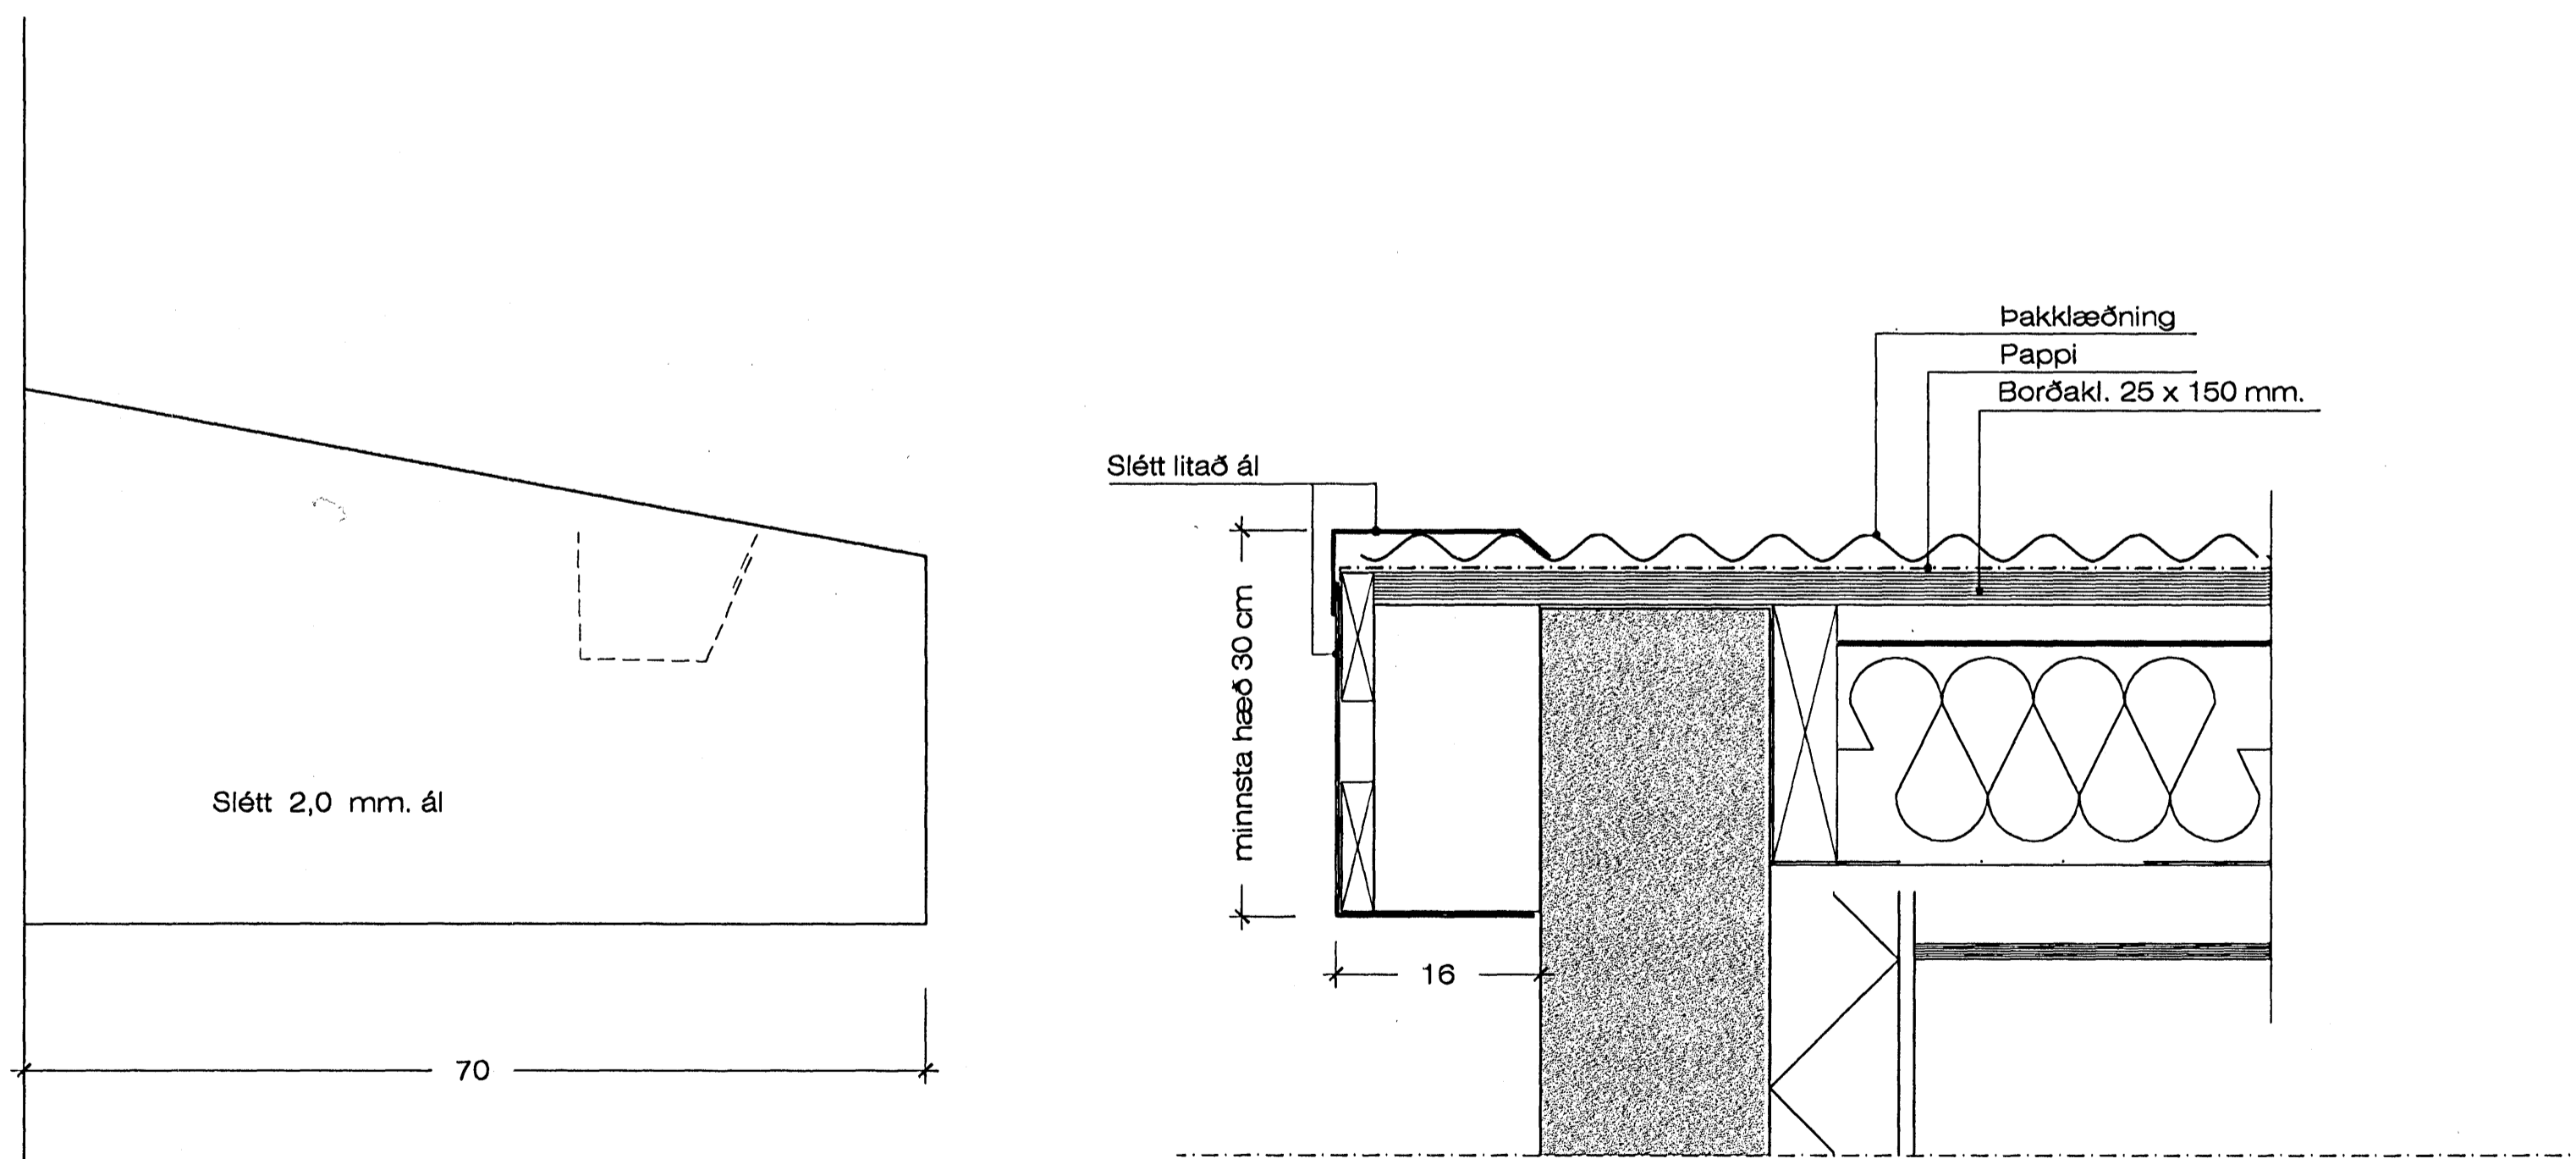 Þakklæðning
Pappi
Borðakl. 25 x 150 mm.
Slétt litað ál
minnsta hæð 30 cm
Slétt 2,0 mm. ál
16
70